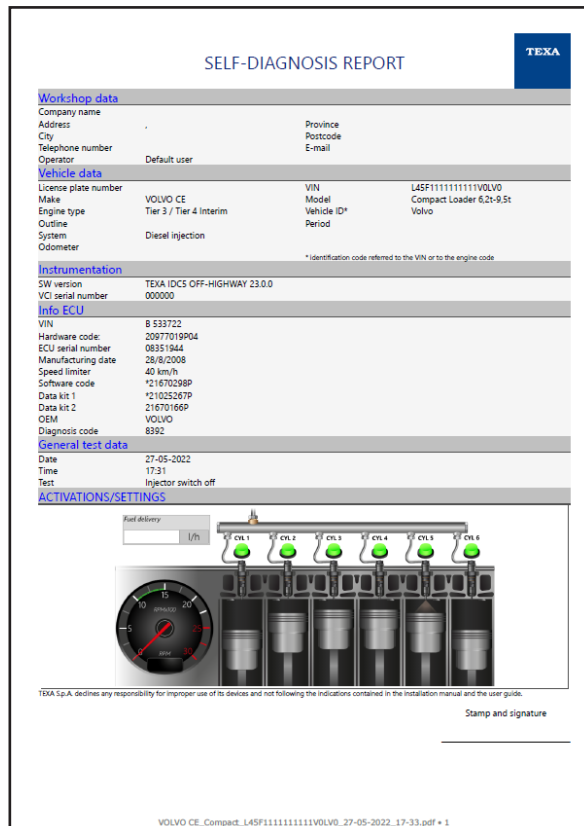 TEXA
SELF-DIAGNOSIS REPORT
Workshop data
Company name
Address , Province
City Postcode
Telephone number E-mail
Operator Default user
Vehicle data
License plate number VIN L45F1111111111V0LV0
Make VOLVO CE Model Compact Loader 6,2t-9,5t
Engine type Tier 3 / Tier 4 Interim Vehicle ID* Volvo
Outline Period
System Diesel injection
Odometer
* Identification code referred to the VIN or to the engine code
Instrumentation
SW version TEXA IDC5 OFF-HIGHWAY 23.0.0
VCI serial number 000000
Info ECU
VIN B 533722
Hardware code: 20977019P04
ECU serial number 08351944
Manufacturing date 28/8/2008
Speed limiter 40 km/h
Software code *21670298P
Data kit 1 *21025267P
Data kit 2 21670166P
OEM VOLVO
Diagnosis code 8392
General test data
Date 27-05-2022
Time 17:31
Test Injector switch off
ACTIVATIONS/SETTINGS
Fuel delivery
l/h
CYL 1 CYL 2 CYL 3 CYL 4 CYL 5 CYL 6
0 5 10 15 20 25 30
RPMx100
RPM
TEXA S.p.A. declines any responsibility for improper use of its devices and not following the indications contained in the installation manual and the user guide.
Stamp and signature
VOLVO CE_Compact_L45F1111111111V0LV0_27-05-2022_17-33.pdf • 1